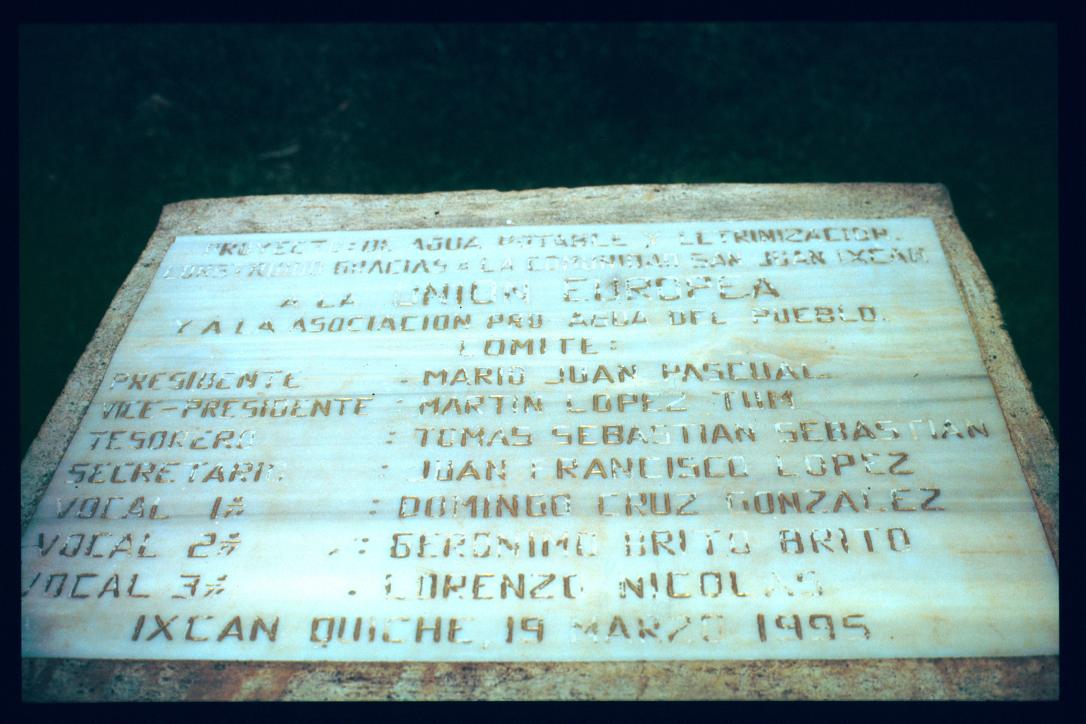 PROYECTO DE AGUA POTABLE Y LETRINIZACION.
CONSTRUIDO GRACIAS A LA COMUNIDAD SAN JUAN IXCAN
A LA UNION EUROPEA
Y A LA ASOCIACION PRO AGUA DEL PUEBLO.
COMITE:
PRESIDENTE : MARIO JUAN PASCUAL.
VICE-PRESIDENTE : MARTIN LOPEZ TUM
TESORERO : TOMAS SEBASTIAN SEBASTIAN
SECRETARIO : JUAN FRANCISCO LOPEZ
VOCAL 1# : DOMINGO CRUZ GONZALEZ
VOCAL 2# : GERONIMO BRITO BRITO
VOCAL 3# : LORENZO NICOLAS
IXCAN QUICHE, 19 MARZO 1995